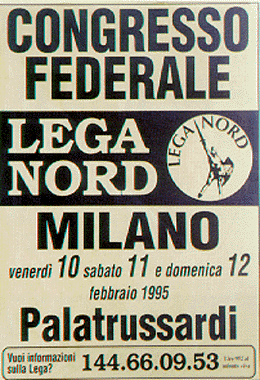 CONGRESSO
FEDERALE
LEGA
NORD
LEGA NORD
MILANO
venerdì 10 sabato 11 e domenica 12
febbraio 1995
Palatrussardi
Vuoi informazioni
sulla Lega?
144.66.09.53